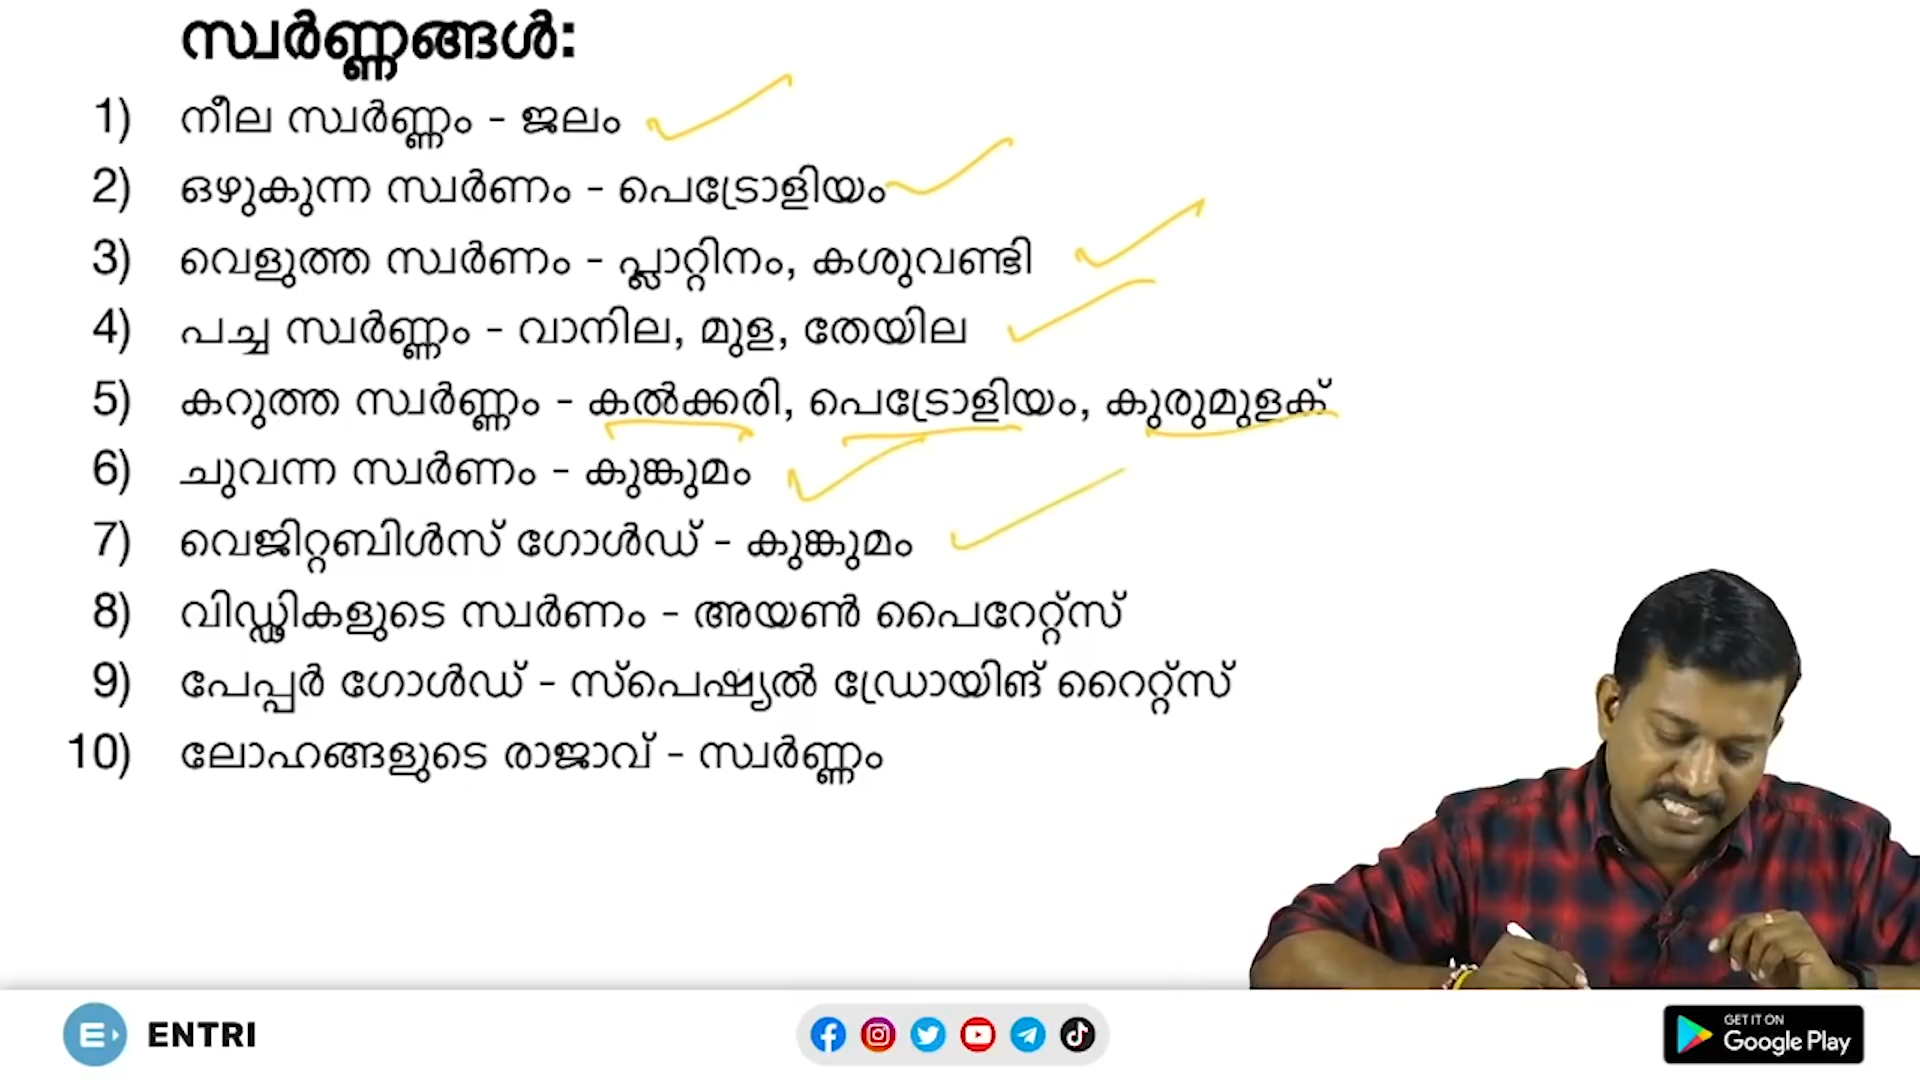 സ്വർണ്ണങ്ങൾ:
1) നീല സ്വർണ്ണം - ജലം
2) ഒഴുകുന്ന സ്വർണം - പെട്രോളിയം
3) വെളുത്ത സ്വർണം - പ്ലാറ്റിനം, കശുവണ്ടി
4) പച്ച സ്വർണ്ണം - വാനില, മുള, തേയില
5) കറുത്ത സ്വർണ്ണം - കൽക്കരി, പെട്രോളിയം, കുരുമുളക്
6) ചുവന്ന സ്വർണം - കുങ്കുമം
7) വെജിറ്റബിൾസ് ഗോൾഡ് - കുങ്കുമം
8) വിഡ്ഢികളുടെ സ്വർണം - അയൺ പൈറേറ്റ്സ്
9) പേപ്പർ ഗോൾഡ് - സ്പെഷ്യൽ ഡ്രോയിങ് റൈറ്റ്സ്
10) ലോഹങ്ങളുടെ രാജാവ് - സ്വർണ്ണം
E ENTRI
GET IT ON
Google Play